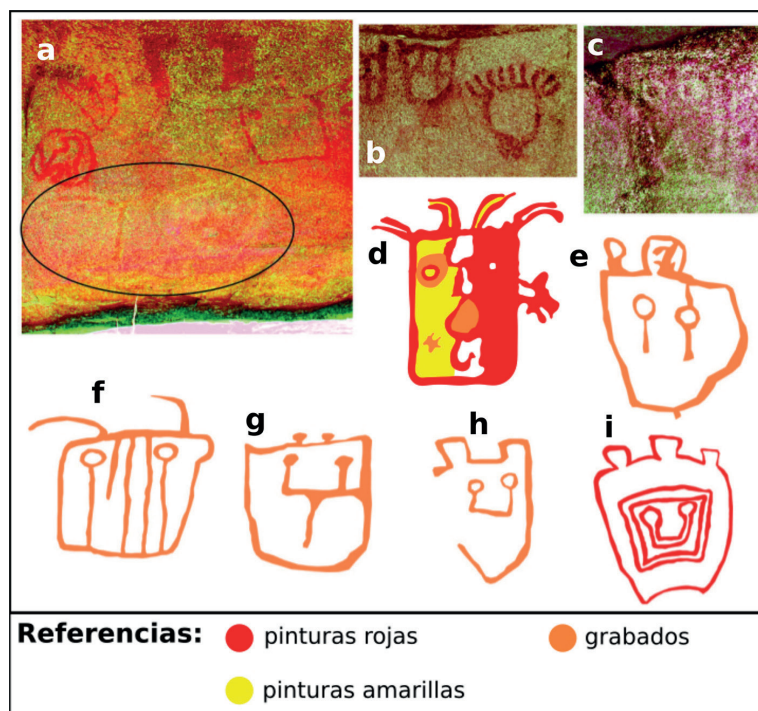 a
b
c
d
e
f
g
h
i
Referencias:
pinturas rojas
grabados
pinturas amarillas